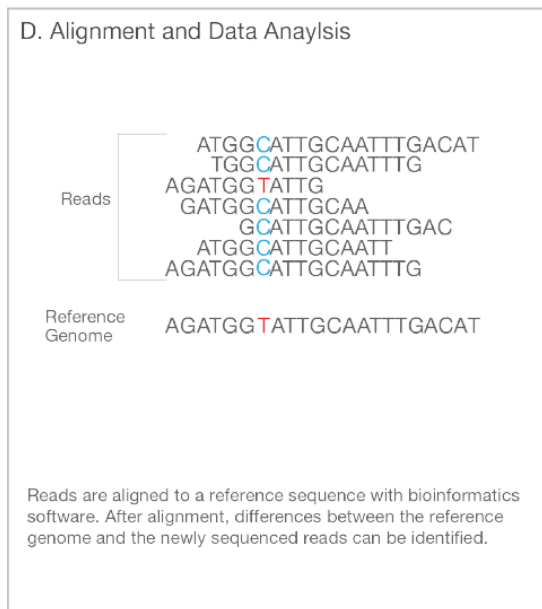 D. Alignment and Data Anaylsis
ATGGCATTGCAATTTGACAT
TGGCATTGCAATTTG
AGATGGTATTG
Reads
GATGGCATTGCAA
GCATTGCAATTTGAC
ATGGCATTGCAATT
AGATGGCATTGCAATTTG
Reference
Genome
AGATGGTATTGCAATTTGACAT
Reads are aligned to a reference sequence with bioinformatics
software. After alignment, differences between the reference
genome and the newly sequenced reads can be identified.